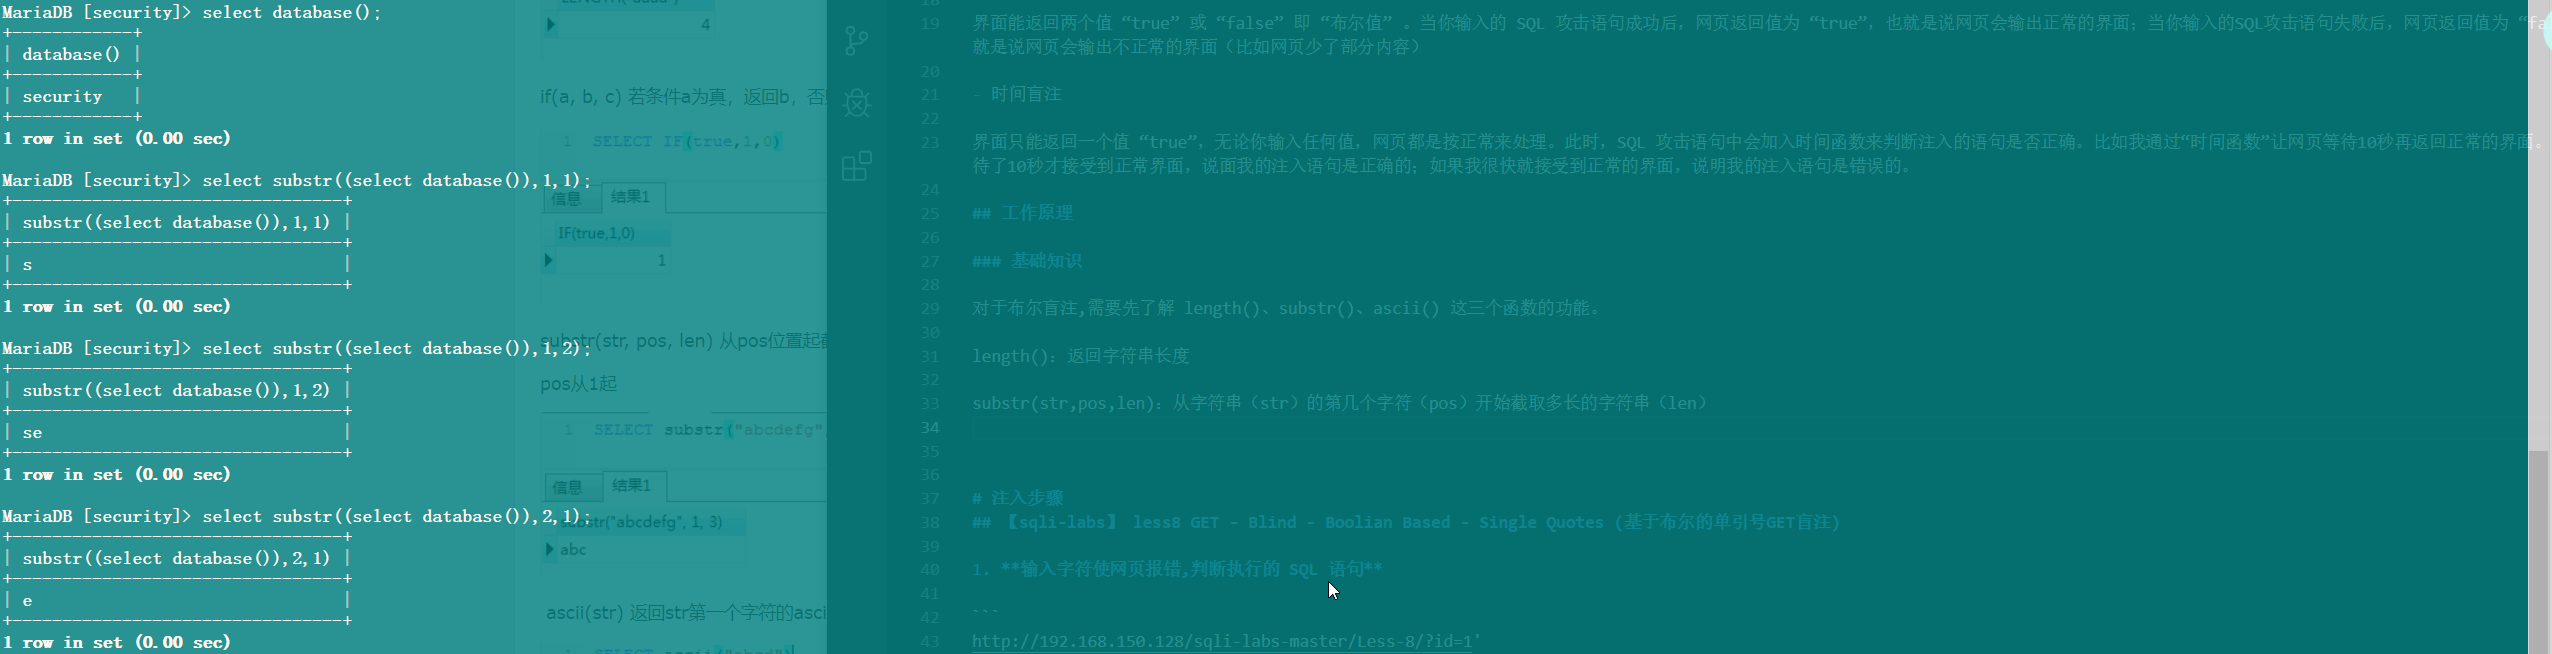 MariaDB [security]> select database();
+------------+
| database() |
+------------+
| security   |
+------------+
1 row in set (0.00 sec)
MariaDB [security]> select substr((select database()),1,1);
+---------------------------------+
| substr((select database()),1,1) |
+---------------------------------+
| s                               |
+---------------------------------+
1 row in set (0.00 sec)
MariaDB [security]> select substr((select database()),1,2);
+---------------------------------+
| substr((select database()),1,2) |
+---------------------------------+
| se                              |
+---------------------------------+
1 row in set (0.00 sec)
MariaDB [security]> select substr((select database()),2,1);
+---------------------------------+
| substr((select database()),2,1) |
+---------------------------------+
| e                               |
+---------------------------------+
1 row in set (0.00 sec)
4
if(a, b, c) 若条件a为真，返回b，
1 SELECT IF(true,1,0)
信息 结果1
IF(true,1,0)
1
substr(str, pos, len) 从pos位置起
pos从1起
1 SELECT substr("abcdefg",
信息 结果1
substr("abcdefg", 1, 3)
abc
ascii(str) 返回str第一个字符的asci
19 界面能返回两个值 “true” 或 “false” 即 “布尔值” 。当你输入的 SQL 攻击语句成功后，网页返回值为 “true”，也就是说网页会输出正常的界面；当你输入的SQL攻击语句失败后，网页返回值为 “fa
就是说网页会输出不正常的界面（比如网页少了部分内容）
20
21 - 时间盲注
22
23 界面只能返回一个值 “true”，无论你输入任何值，网页都是按正常来处理。此时，SQL 攻击语句中会加入时间函数来判断注入的语句是否正确。比如我通过“时间函数”让网页等待10秒再返回正常的界面。
待了10秒才接受到正常界面，说面我的注入语句是正确的；如果我很快就接受到正常的界面，说明我的注入语句是错误的。
24
25 ## 工作原理
26
27 ### 基础知识
28
29 对于布尔盲注,需要先了解 length()、substr()、ascii() 这三个函数的功能。
30
31 length()：返回字符串长度
32
33 substr(str,pos,len)：从字符串（str）的第几个字符（pos）开始截取多长的字符串（len）
34
35
36
37 # 注入步骤
38 ## 【sqli-labs】 less8 GET - Blind - Boolian Based - Single Quotes (基于布尔的单引号GET盲注)
39
40 1. **输入字符使网页报错,判断执行的 SQL 语句**
41
42 ```
43 http://192.168.150.128/sqli-labs-master/Less-8/?id=1'